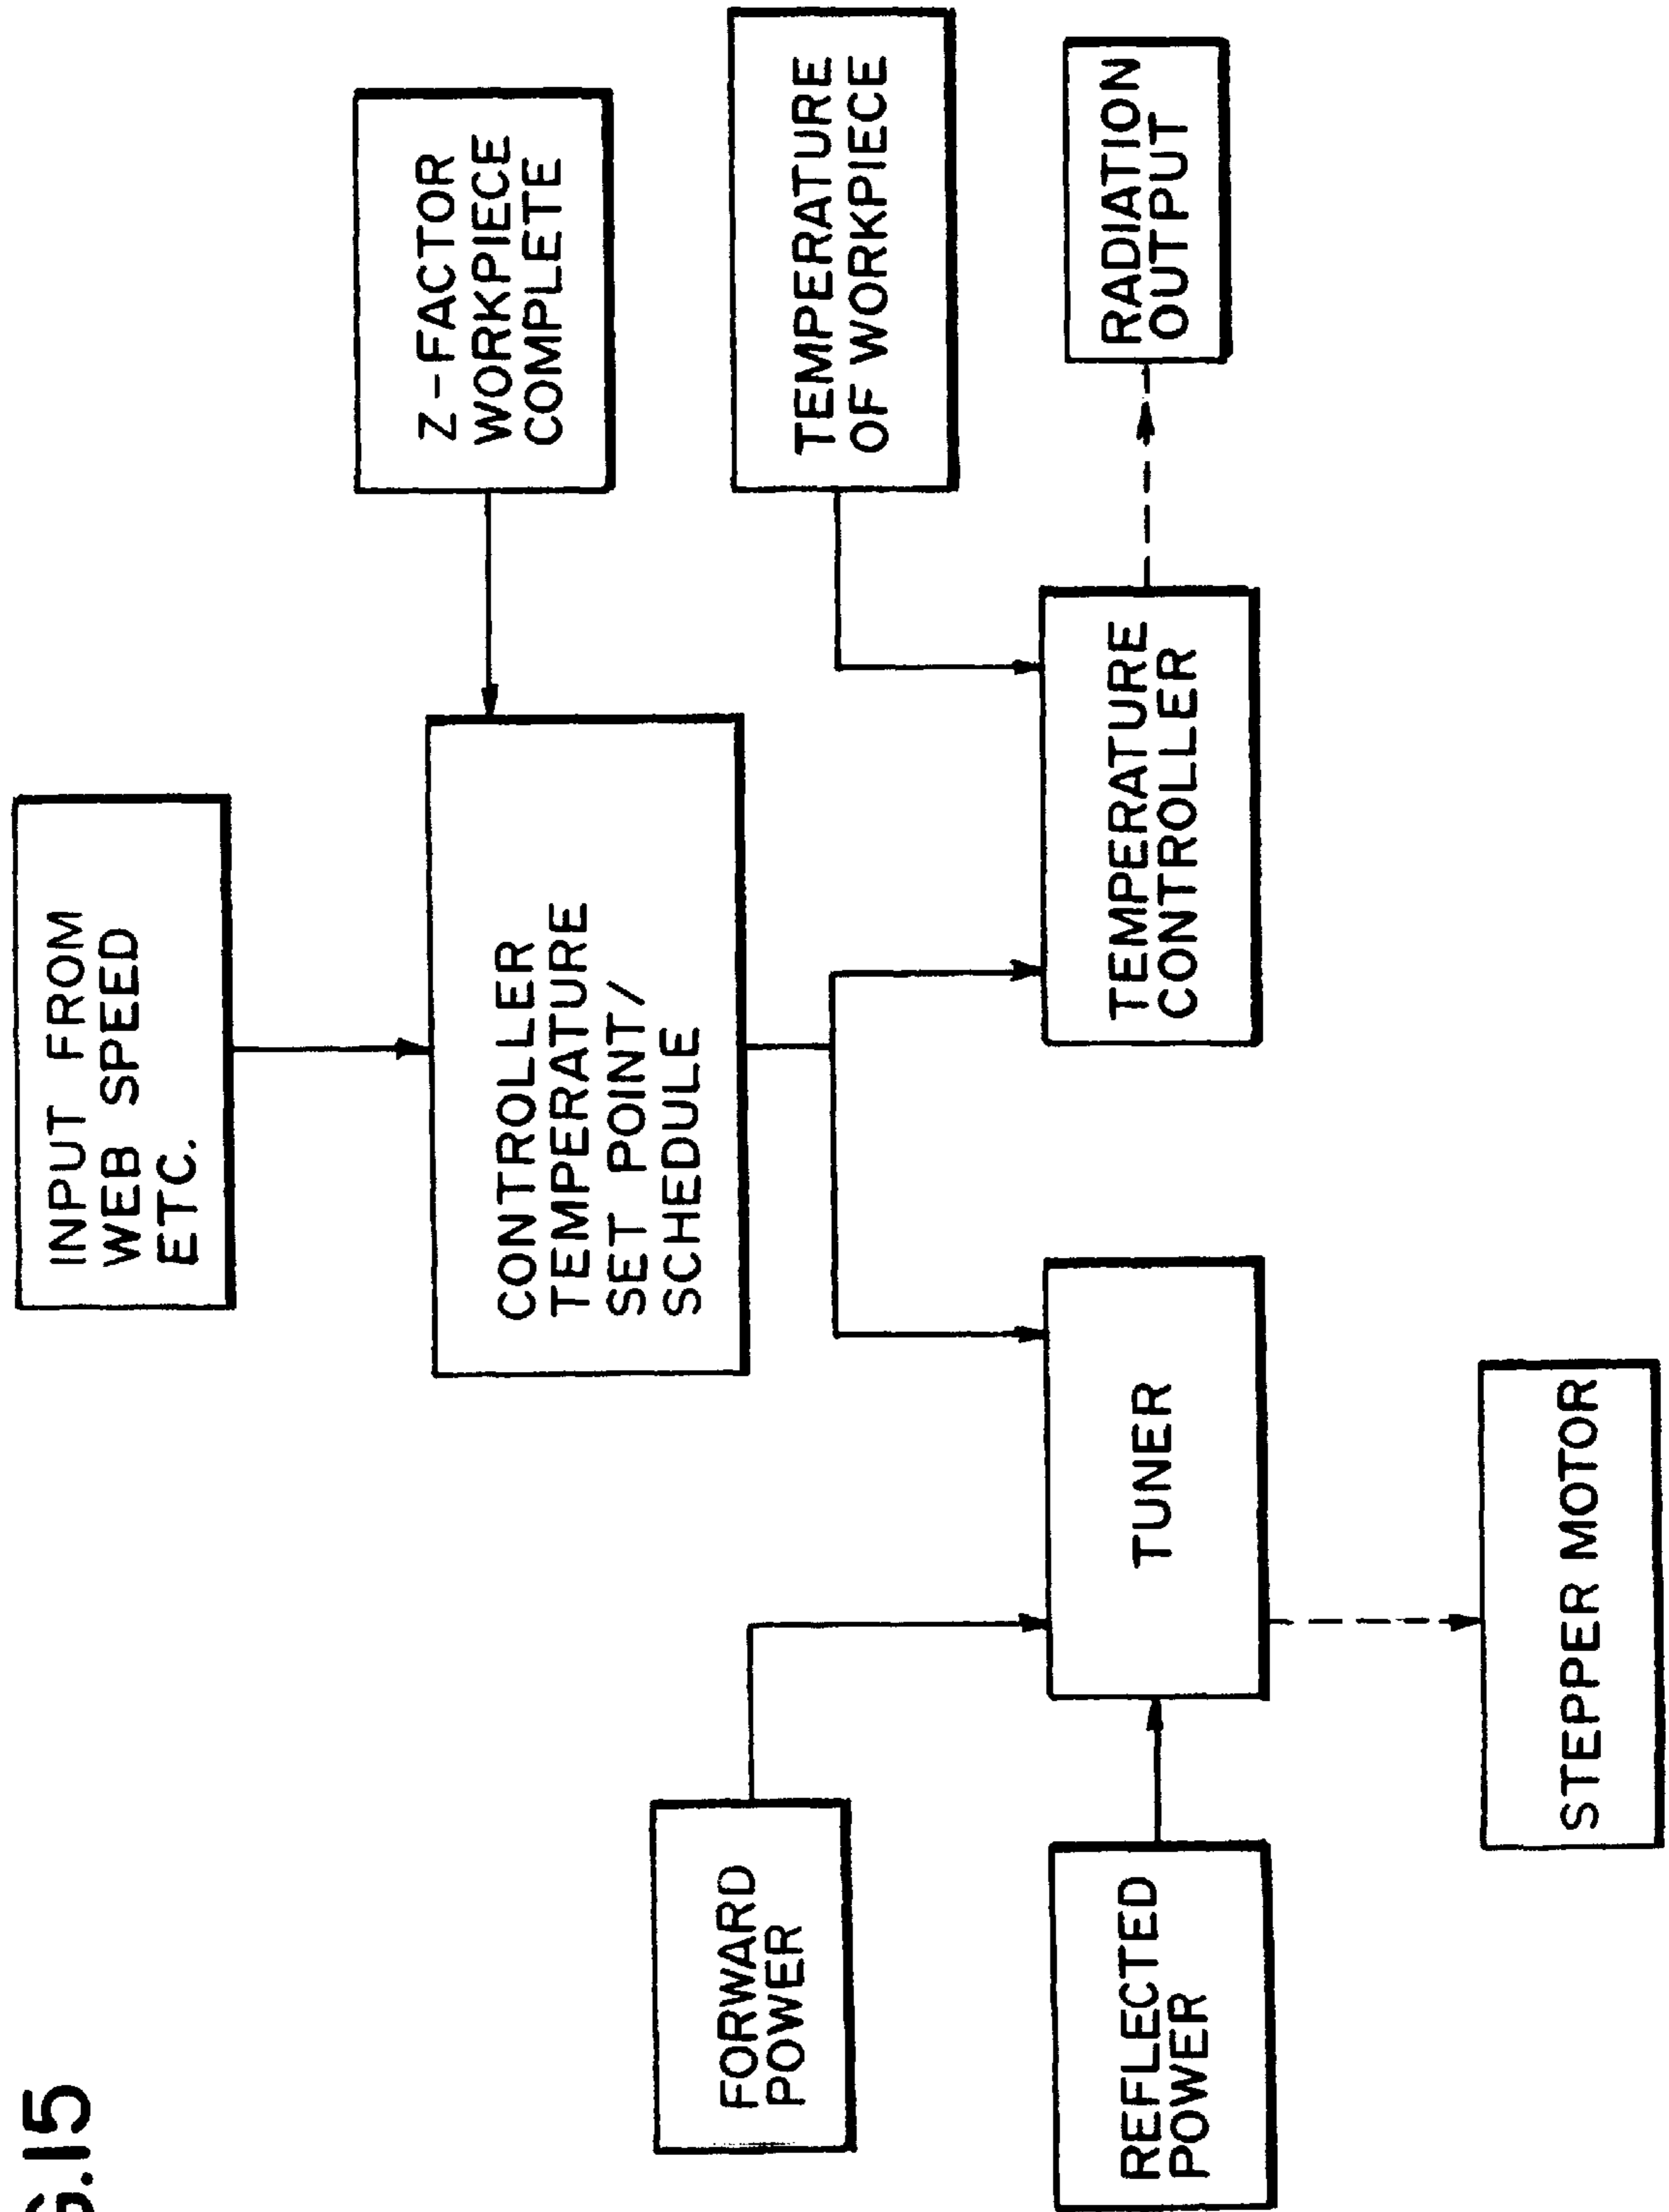 G.15
INPUT FROM
WEB SPEED
ETC.
Z-FACTOR
WORKPIECE
COMPLETE
CONTROLLER
TEMPERATURE
SET POINT/
SCHEDULE
FORWARD
POWER
TEMPERATURE
OF WORKPIECE
REFLECTED
POWER
TUNER
TEMPERATURE
CONTROLLER
RADIATION
OUTPUT
STEPPER MOTOR